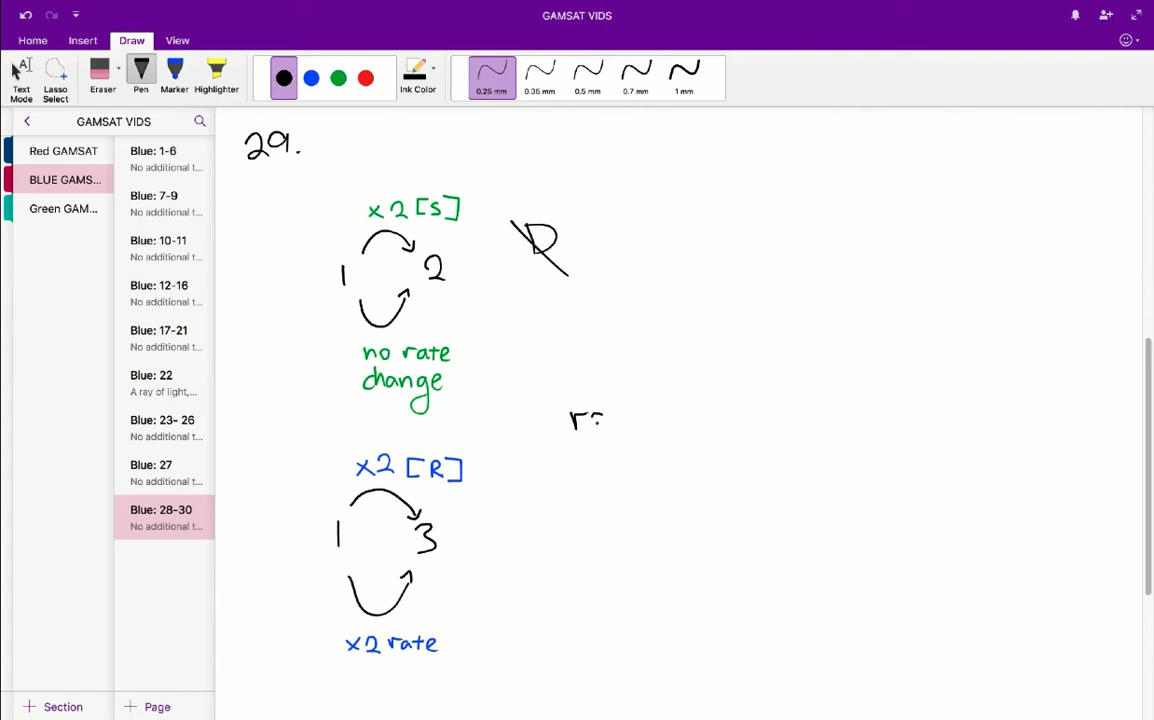 GAMSAT VIDS
Home Insert Draw View
Text Mode
Lasso Select
Eraser
Pen
Marker
Highlighter
Ink Color
0.25 mm
0.35 mm
0.5 mm
0.7 mm
1 mm
GAMSAT VIDS
Red GAMSAT
BLUE GAMS...
Green GAM...
Blue: 1-6
No additional t...
Blue: 7-9
No additional t...
Blue: 10-11
No additional t...
Blue: 12-16
No additional t...
Blue: 17-21
No additional t...
Blue: 22
A ray of light,...
Blue: 23- 26
No additional t...
Blue: 27
No additional t...
Blue: 28-30
No additional t...
+ Section
+ Page
29.
x2 [S]
1 2
D
no rate
change
x2 [R]
1 3
x2 rate